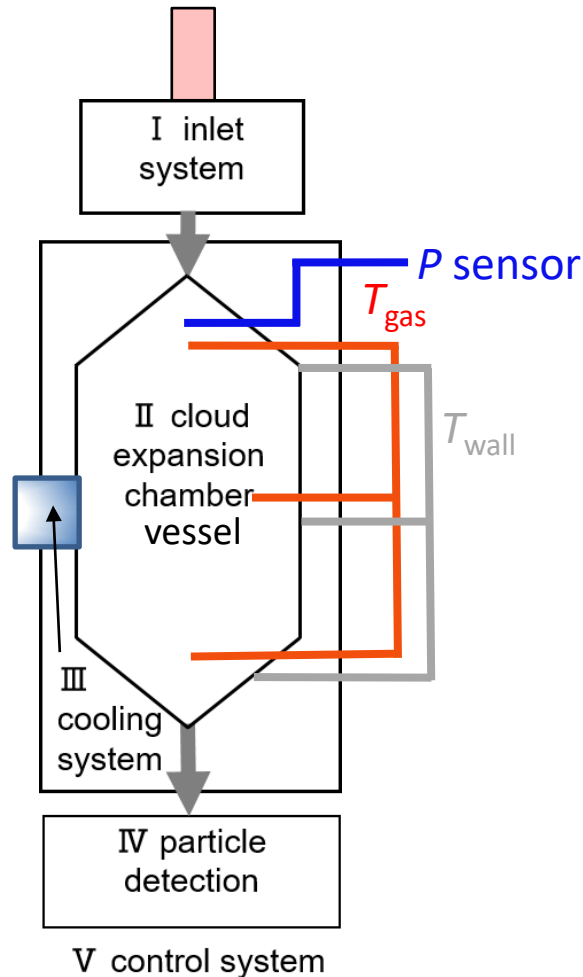 Ⅰ inlet
system
P sensor
Tgas
Ⅱ cloud
expansion
chamber
vessel
Twall
Ⅲ
cooling
system
Ⅳ particle
detection
Ⅴ control system